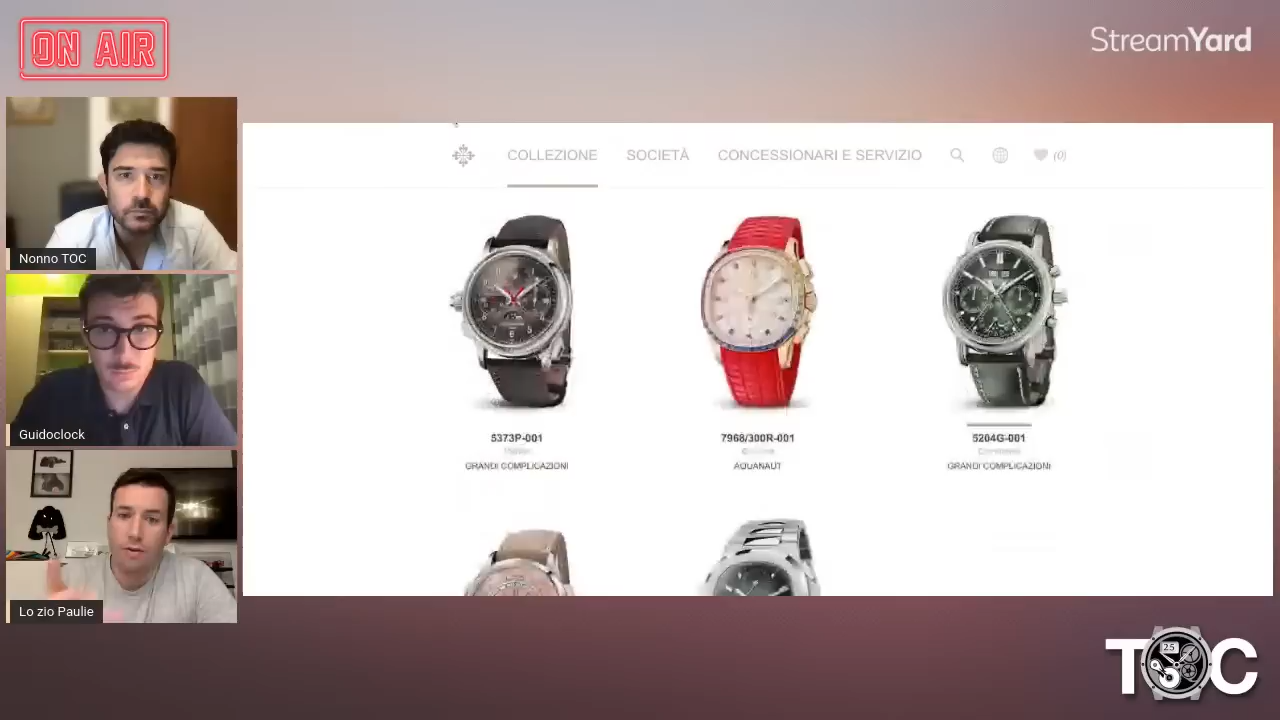 ON AIR
StreamYard
Nonno TOC
Guidoclock
Lo zio Paulie
COLLEZIONE SOCIETÀ CONCESSIONARI E SERVIZIO (0)
5373P-001
GRANDI COMPLICAZIONI
7968/300R-001
AQUANAUT
5204G-001
GRANDI COMPLICAZIONI
TOC